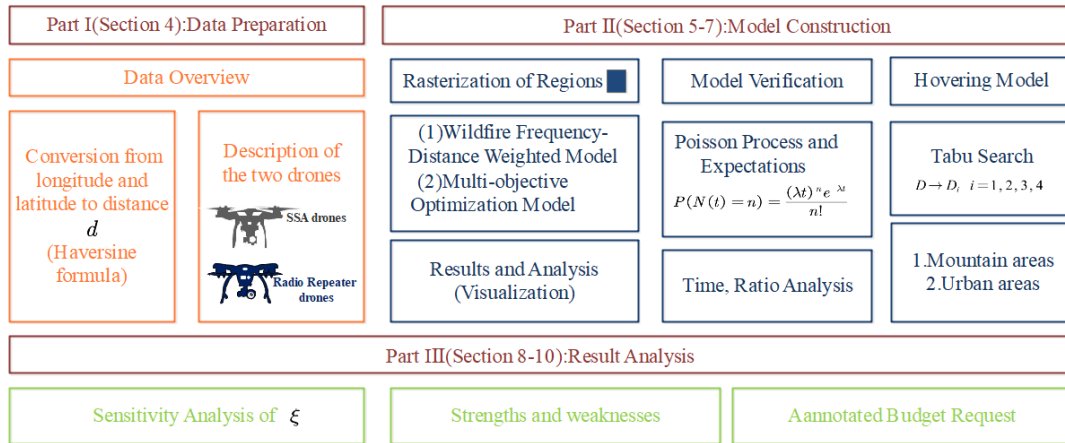 Part I(Section 4):Data Preparation
Part II(Section 5-7):Model Construction
Data Overview
Conversion from
longitude and
latitude to distance
d
(Haversine
formula)
Description of
the two drones
SSA drones
Radio Repeater
drones
Rasterization of Regions
(1)Wildfire Frequency-
Distance Weighted Model
(2)Multi-objective
Optimization Model
Results and Analysis
(Visualization)
Model Verification
Poisson Process and
Expectations
P(N(t) = n) = (λt)^n e^{λt} / n!
Time, Ratio Analysis
Hovering Model
Tabu Search
D → D_i i = 1, 2, 3, 4
1.Mountain areas
2.Urban areas
Part III(Section 8-10):Result Analysis
Sensitivity Analysis of ξ
Strengths and weaknesses
Aannotated Budget Request